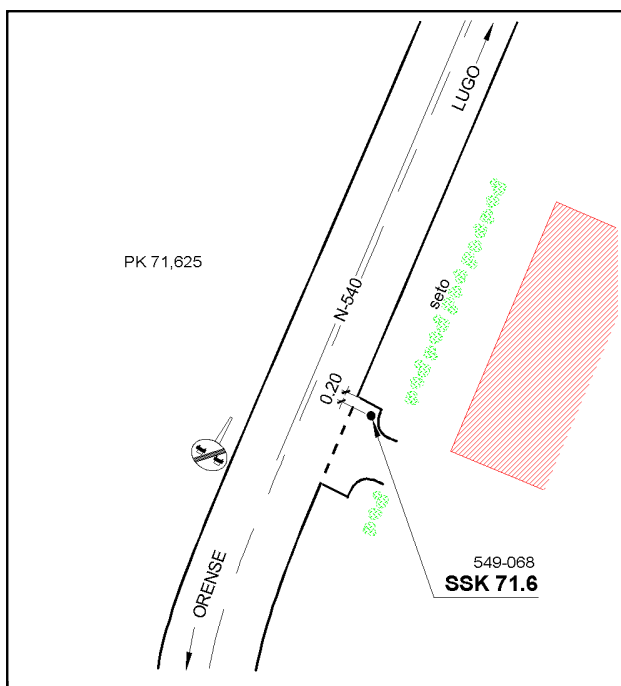 LUGO
PK 71,625
N-540
seto
0.20
ORENSE
549-068
SSK 71.6